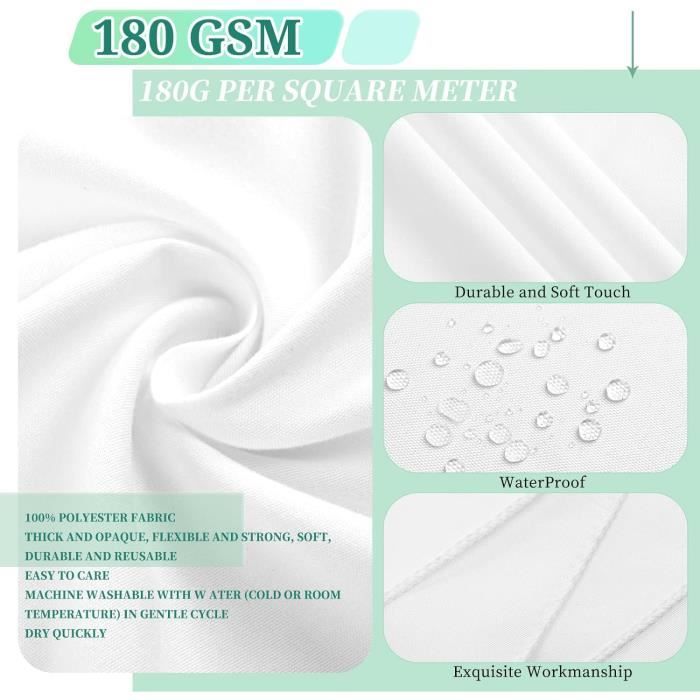 180 GSM
180G PER SQUARE METER
Durable and Soft Touch
WaterProof
100% POLYESTER FABRIC
THICK AND OPAQUE, FLEXIBLE AND STRONG, SOFT,
DURABLE AND REUSABLE
EASY TO CARE
MACHINE WASHABLE WITH W ATER (COLD OR ROOM
TEMPERATURE) IN GENTLE CYCLE
DRY QUICKLY
Exquisite Workmanship